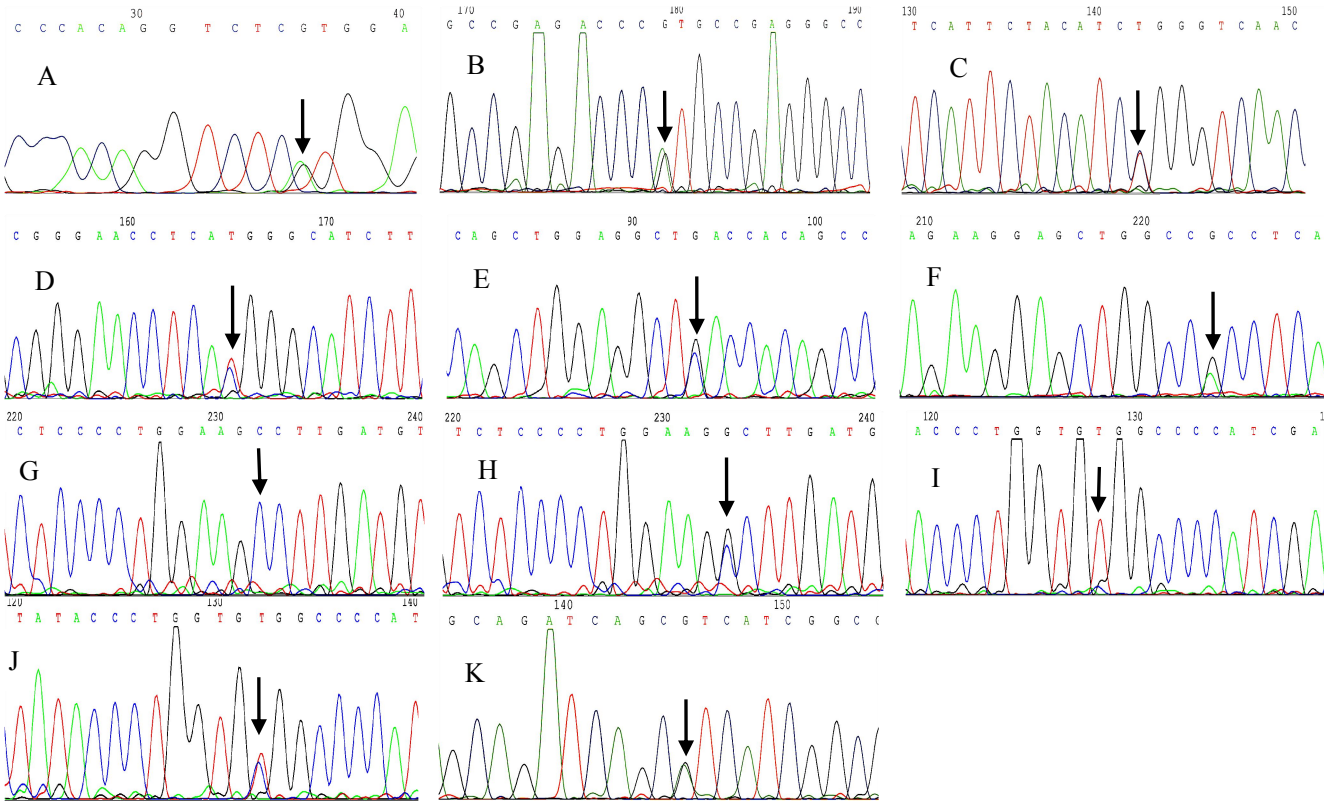 30 40
C C C A C A G G T C T C G T G G A
A
170 180 190
G C C G A G A C C C G T G C C G A G G G C C
B
130 140 150
T C A T T C T A C A T C T G G G T C A A C
C
160 170
C G G G A A C C T C A T G G G C A T C T T
D
90 100
C A G C T G G A G G C T G A C C A C A G C C
E
210 220
A G A A G G A G C T G G C C G C C T C A
F
220 230 240
C T C C C C T G G A A G C C T T G A T G T
G
220 230 240
T C T C C C C T G G A A G G C T T G A T G
H
120 130
A C C C T G G T G T G G C C C C A T C G A
I
120 130 140
T A T A C C C T G G T G T G G C C C C A T
J
140 150
G C A G A T C A G C G T C A T C G G C
K